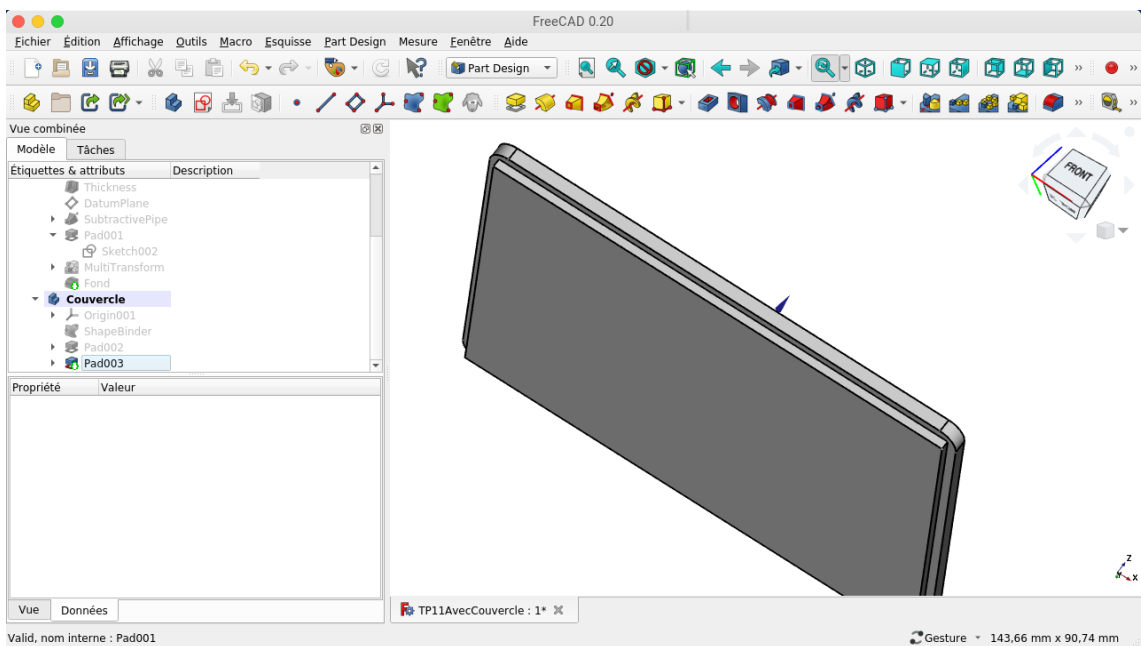 FreeCAD 0.20
Fichier Édition Affichage Outils Macro Esquisse Part Design Mesure Fenêtre Aide
Part Design
Vue combinée
Modèle Tâches
Étiquettes & attributs Description
Thickness
DatumPlane
SubtractivePipe
Pad001
Sketch002
MultiTransform
Fond
Couvercle
Origin001
ShapeBinder
Pad002
Pad003
Propriété Valeur
FRONT
Z
X
Vue Données
TP11AvecCouvercle : 1*
Valid, nom interne : Pad001
Gesture 143,66 mm x 90,74 mm